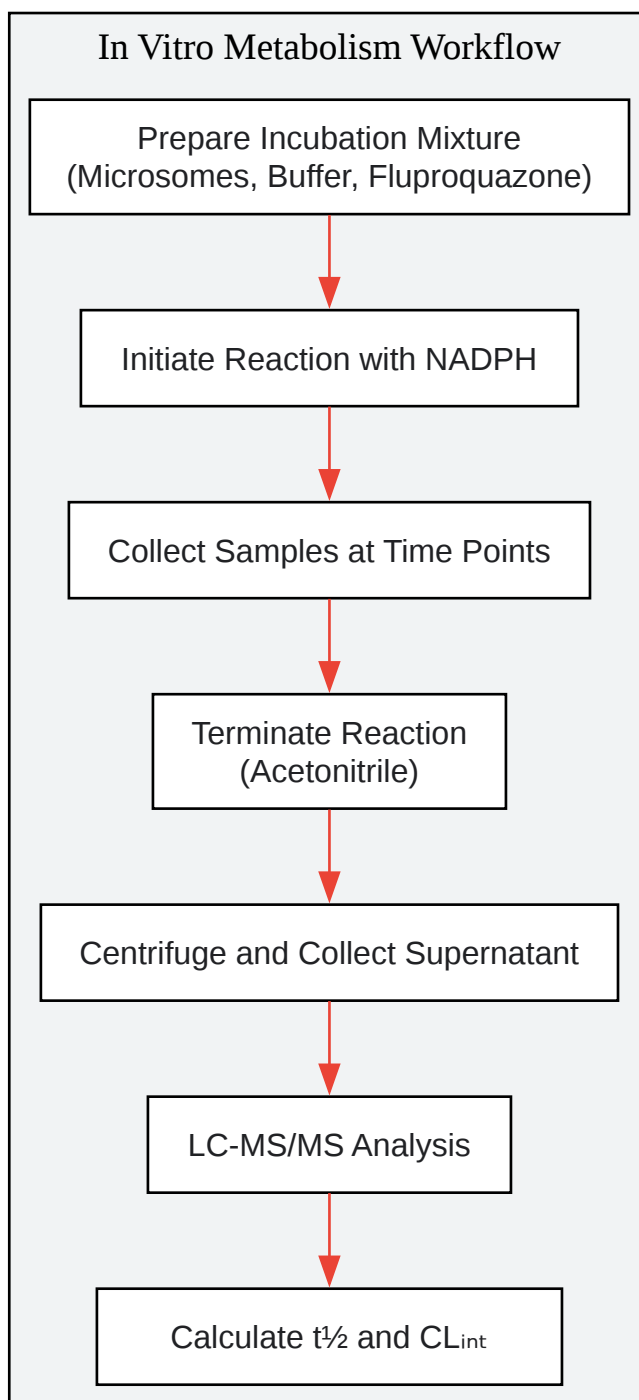 In Vitro Metabolism Workflow
Prepare Incubation Mixture
(Microsomes, Buffer, Fluproquazone)
Initiate Reaction with NADPH
Collect Samples at Time Points
Terminate Reaction
(Acetonitrile)
Centrifuge and Collect Supernatant
LC-MS/MS Analysis
Calculate t½ and CLᵢₙₜ